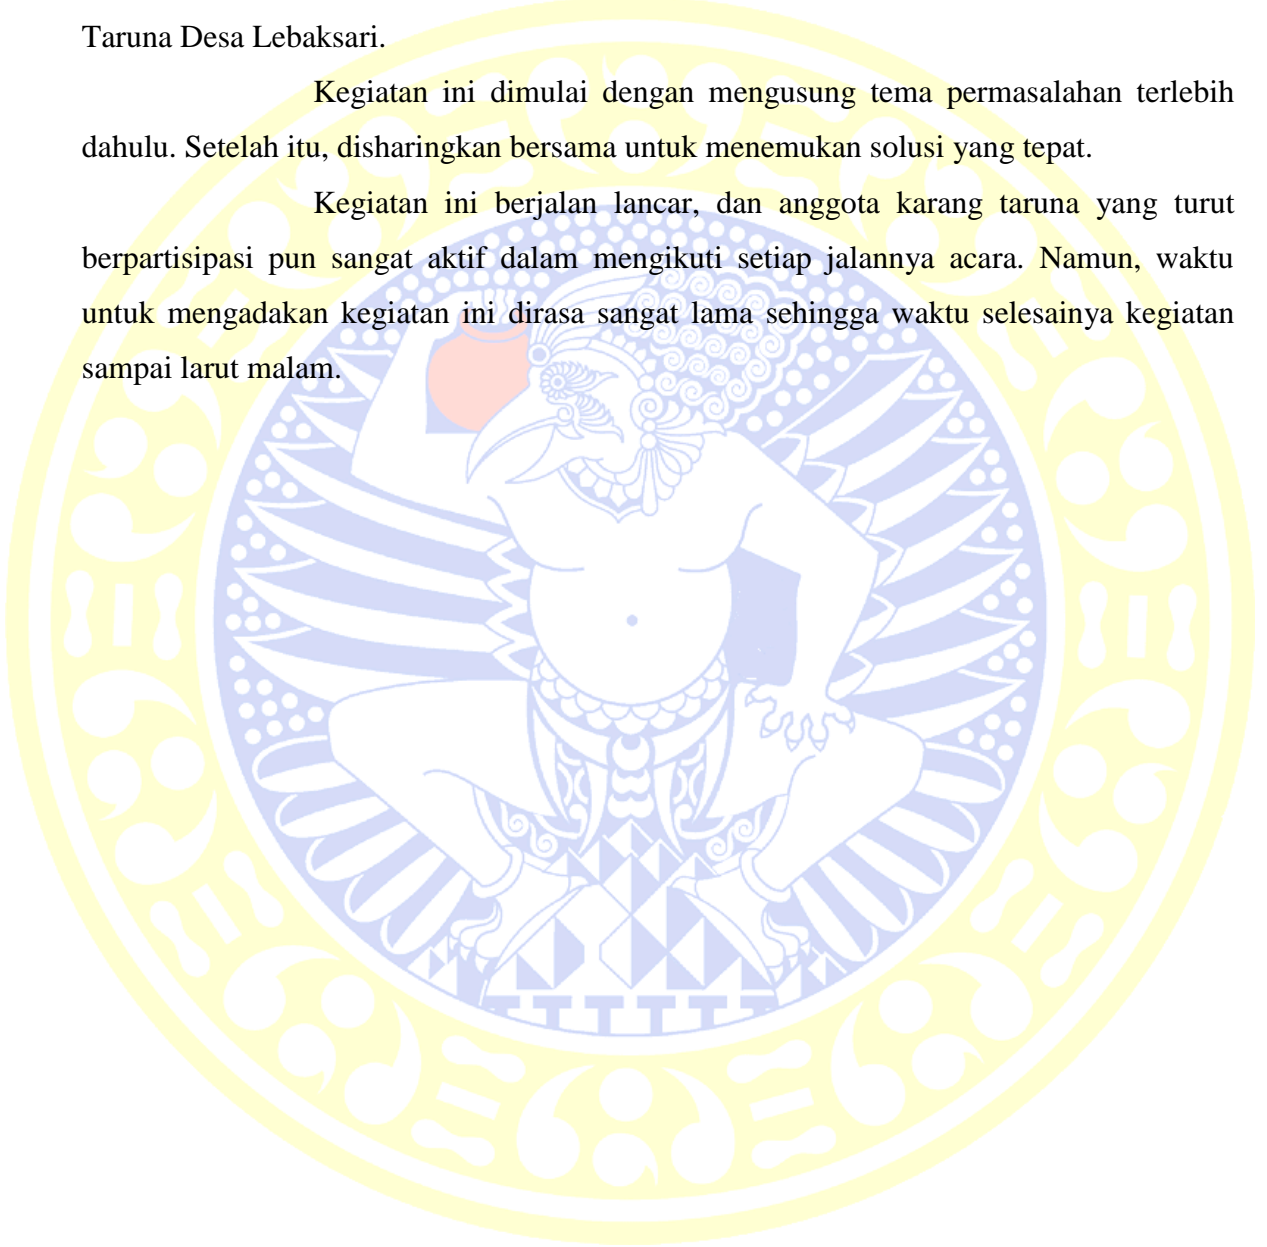 Taruna Desa Lebaksari.
Kegiatan ini dimulai dengan mengusung tema permasalahan terlebih
dahulu. Setelah itu, disharingkan bersama untuk menemukan solusi yang tepat.
Kegiatan ini berjalan lancar, dan anggota karang taruna yang turut
berpartisipasi pun sangat aktif dalam mengikuti setiap jalannya acara. Namun, waktu
untuk mengadakan kegiatan ini dirasa sangat lama sehingga waktu selesainya kegiatan
sampai larut malam.